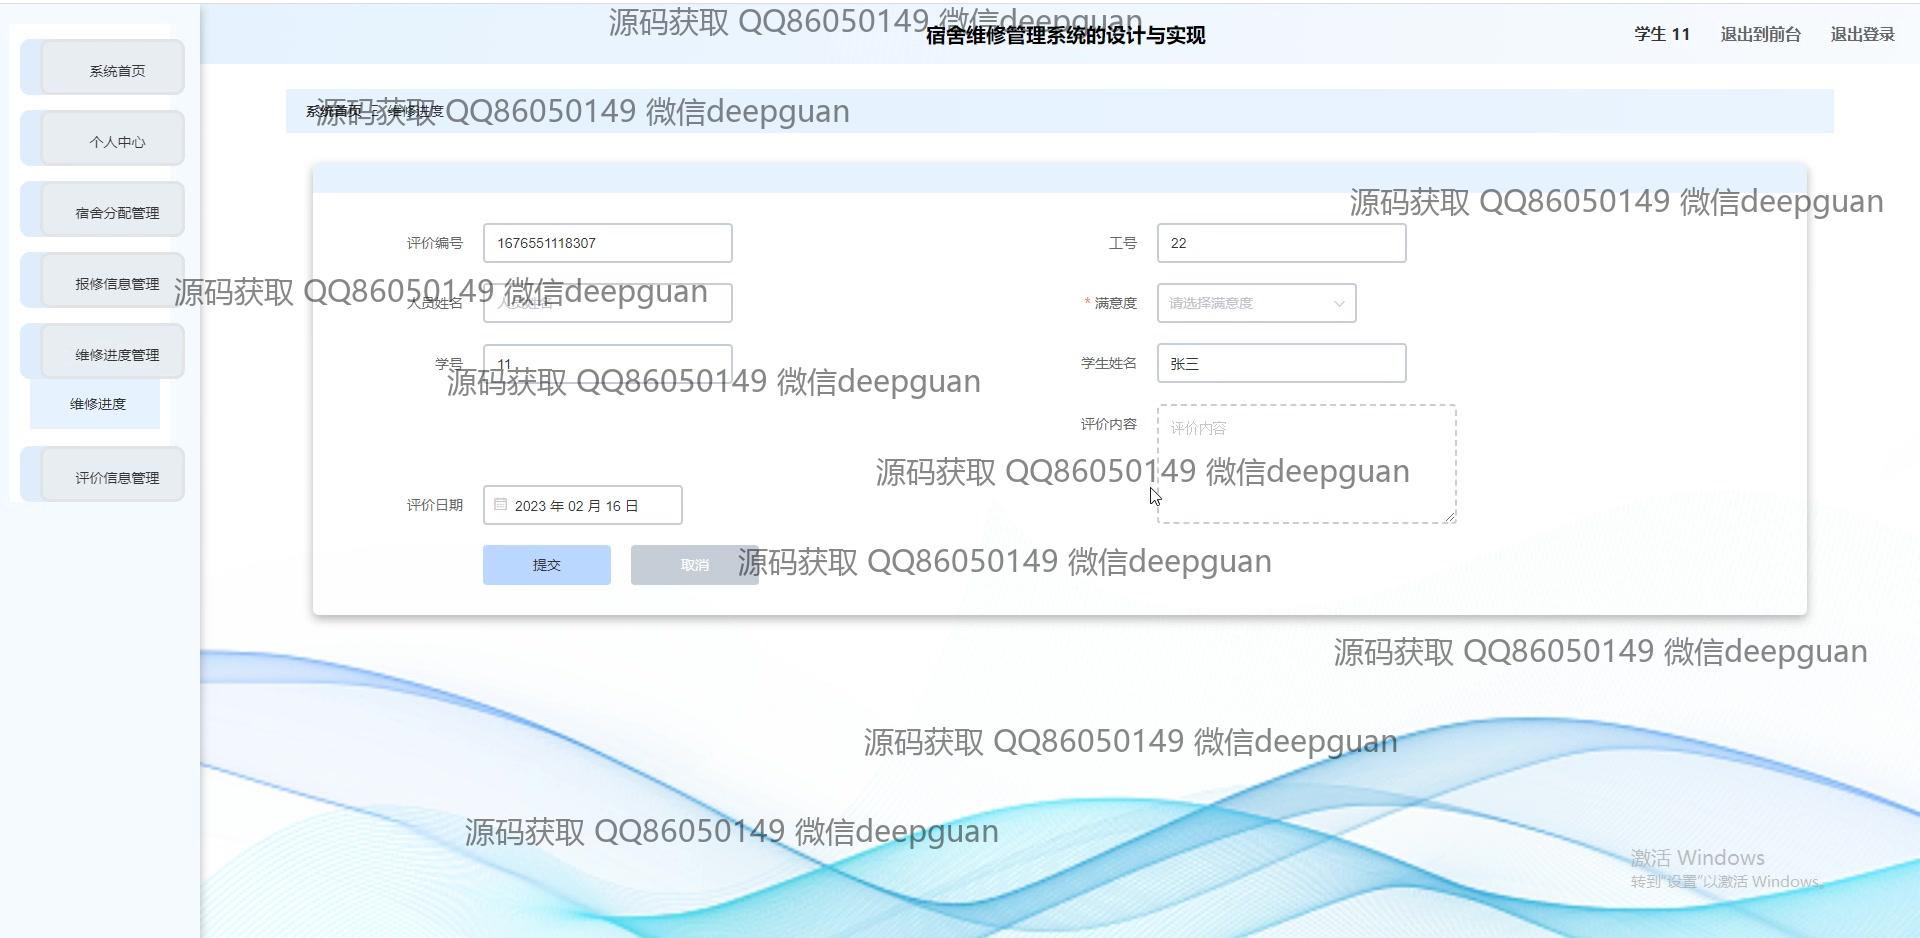 源码获取 QQ86050149 微信deepguan
宿舍维修管理系统的设计与实现
学生 11
退出到前台
退出登录
系统首页
个人中心
宿舍分配管理
报修信息管理
维修进度管理
维修进度
评价信息管理
系统首页
维修进度
源码获取 QQ86050149 微信deepguan
源码获取 QQ86050149 微信deepguan
评价编号
1676551118307
工号
22
源码获取 QQ86050149 微信deepguan
人员姓名
人员姓名
* 满意度
请选择满意度
学号
11
学生姓名
张三
源码获取 QQ86050149 微信deepguan
评价内容
评价内容
源码获取 QQ86050149 微信deepguan
评价日期
2023 年 02 月 16 日
提交
取消
源码获取 QQ86050149 微信deepguan
源码获取 QQ86050149 微信deepguan
源码获取 QQ86050149 微信deepguan
源码获取 QQ86050149 微信deepguan
激活 Windows
转到“设置”以激活 Windows。